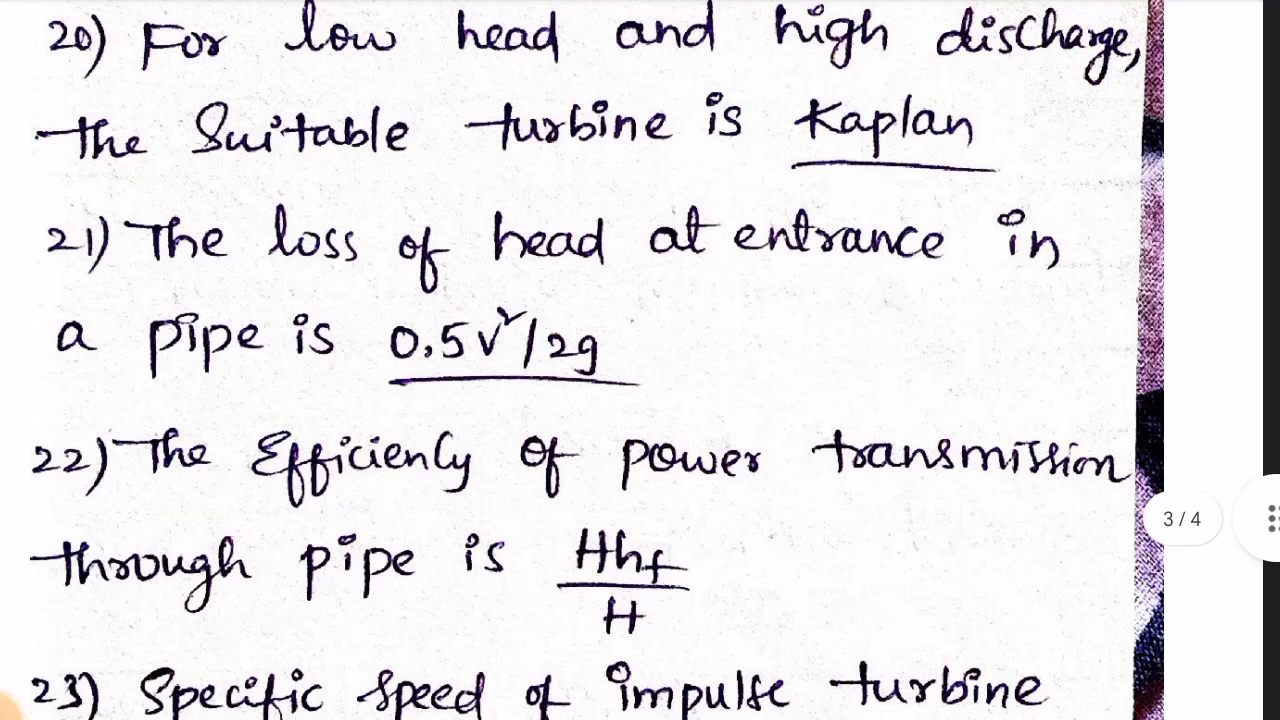 20) For low head and high discharge,
the Suitable turbine is Kaplan
21) The loss of head at entrance in
a pipe is 0.5v²/2g
22) The Efficiency of power transmission
through pipe is Hhf
H
3 / 4
23) Specific speed of impulse turbine